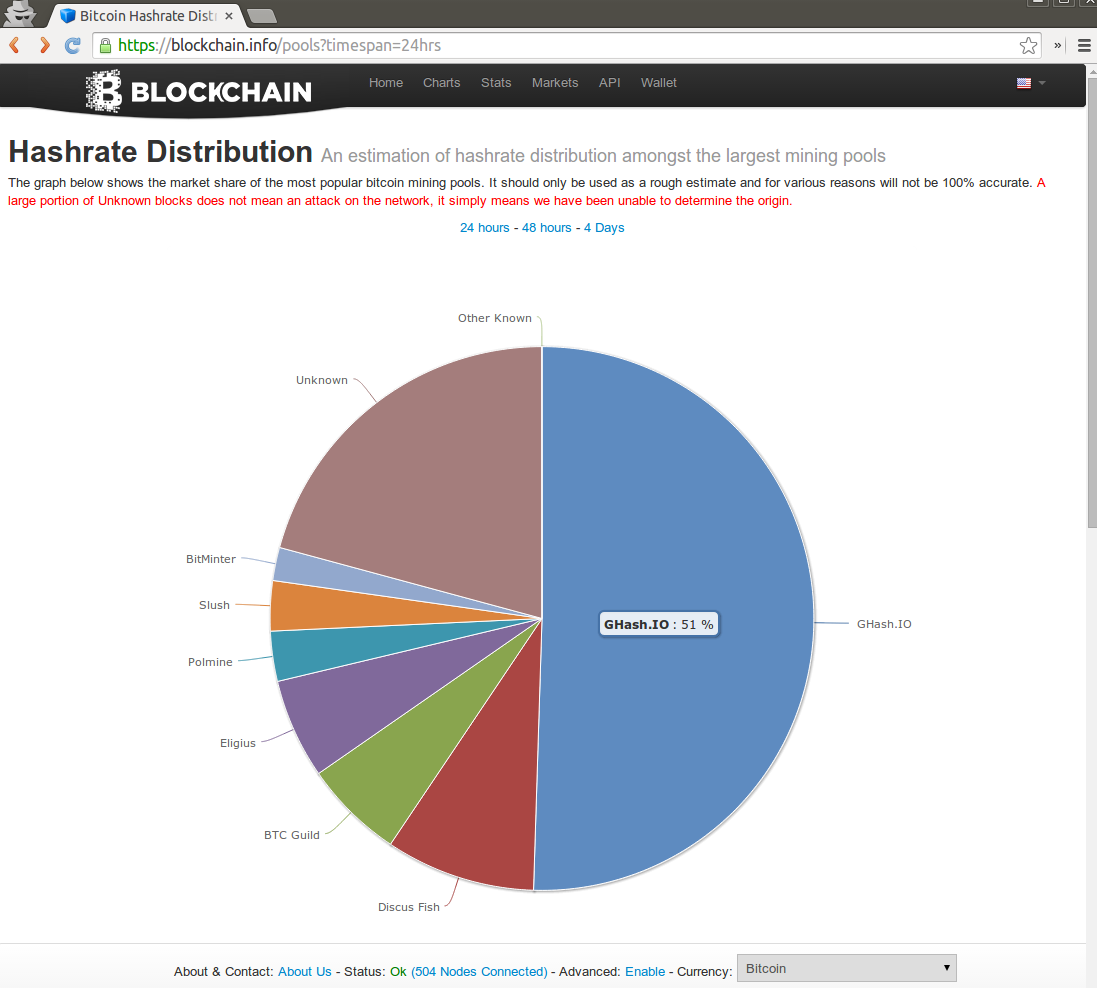 Bitcoin Hashrate Dist
https://blockchain.info/pools?timespan=24hrs
BLOCKCHAIN
Home Charts Stats Markets API Wallet
Hashrate Distribution An estimation of hashrate distribution amongst the largest mining pools
The graph below shows the market share of the most popular bitcoin mining pools. It should only be used as a rough estimate and for various reasons will not be 100% accurate. A
large portion of Unknown blocks does not mean an attack on the network, it simply means we have been unable to determine the origin.
24 hours - 48 hours - 4 Days
Other Known
Unknown
BitMinter
Slush
GHash.IO : 51 %
GHash.IO
Polmine
Eligius
BTC Guild
Discus Fish
About & Contact: About Us - Status: Ok (504 Nodes Connected) - Advanced: Enable - Currency: Bitcoin